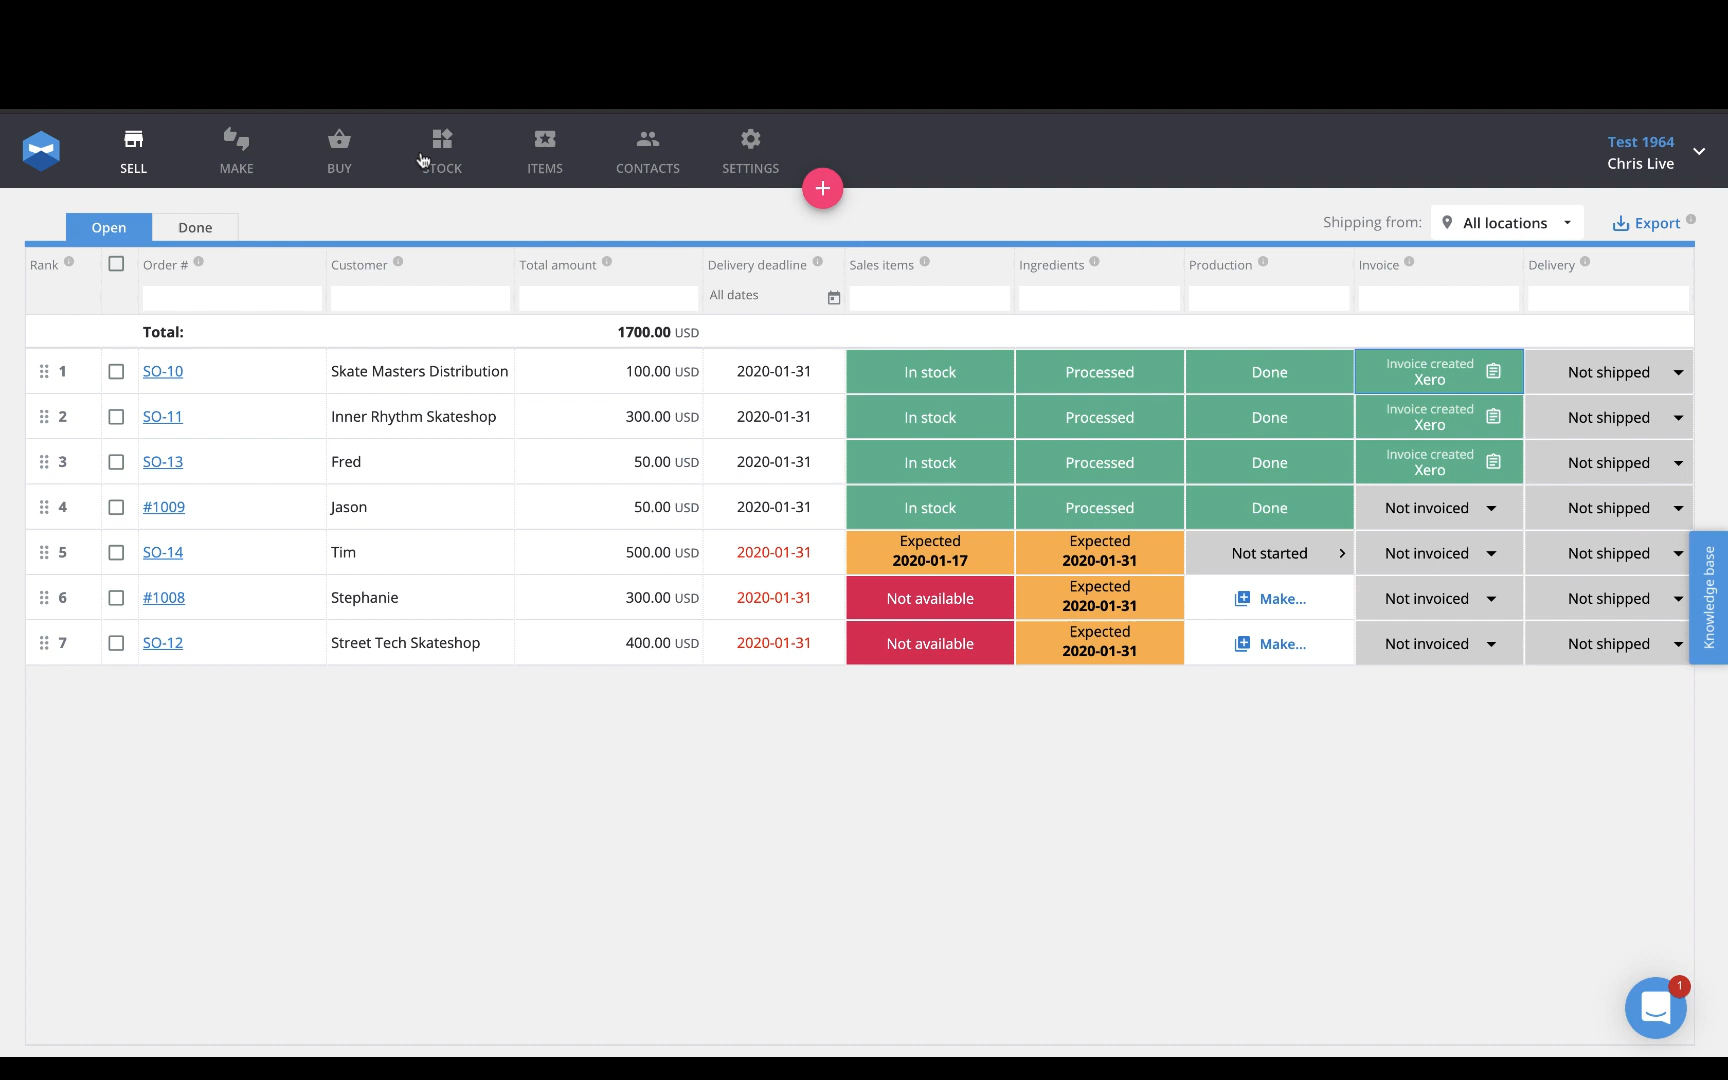 SELL MAKE BUY STOCK ITEMS CONTACTS SETTINGS
Test 1964
Chris Live
+
Open Done
Shipping from: All locations Export
Rank Order # Customer Total amount Delivery deadline Sales items Ingredients Production Invoice Delivery
All dates
Total: 1700.00 USD
1 SO-10 Skate Masters Distribution 100.00 USD 2020-01-31 In stock Processed Done Invoice created Xero Not shipped
2 SO-11 Inner Rhythm Skateshop 300.00 USD 2020-01-31 In stock Processed Done Invoice created Xero Not shipped
3 SO-13 Fred 50.00 USD 2020-01-31 In stock Processed Done Invoice created Xero Not shipped
4 #1009 Jason 50.00 USD 2020-01-31 In stock Processed Done Not invoiced Not shipped
5 SO-14 Tim 500.00 USD 2020-01-31 Expected 2020-01-17 Expected 2020-01-31 Not started Not invoiced Not shipped
6 #1008 Stephanie 300.00 USD 2020-01-31 Not available Expected 2020-01-31 Make... Not invoiced Not shipped
7 SO-12 Street Tech Skateshop 400.00 USD 2020-01-31 Not available Expected 2020-01-31 Make... Not invoiced Not shipped
Knowledge base
1